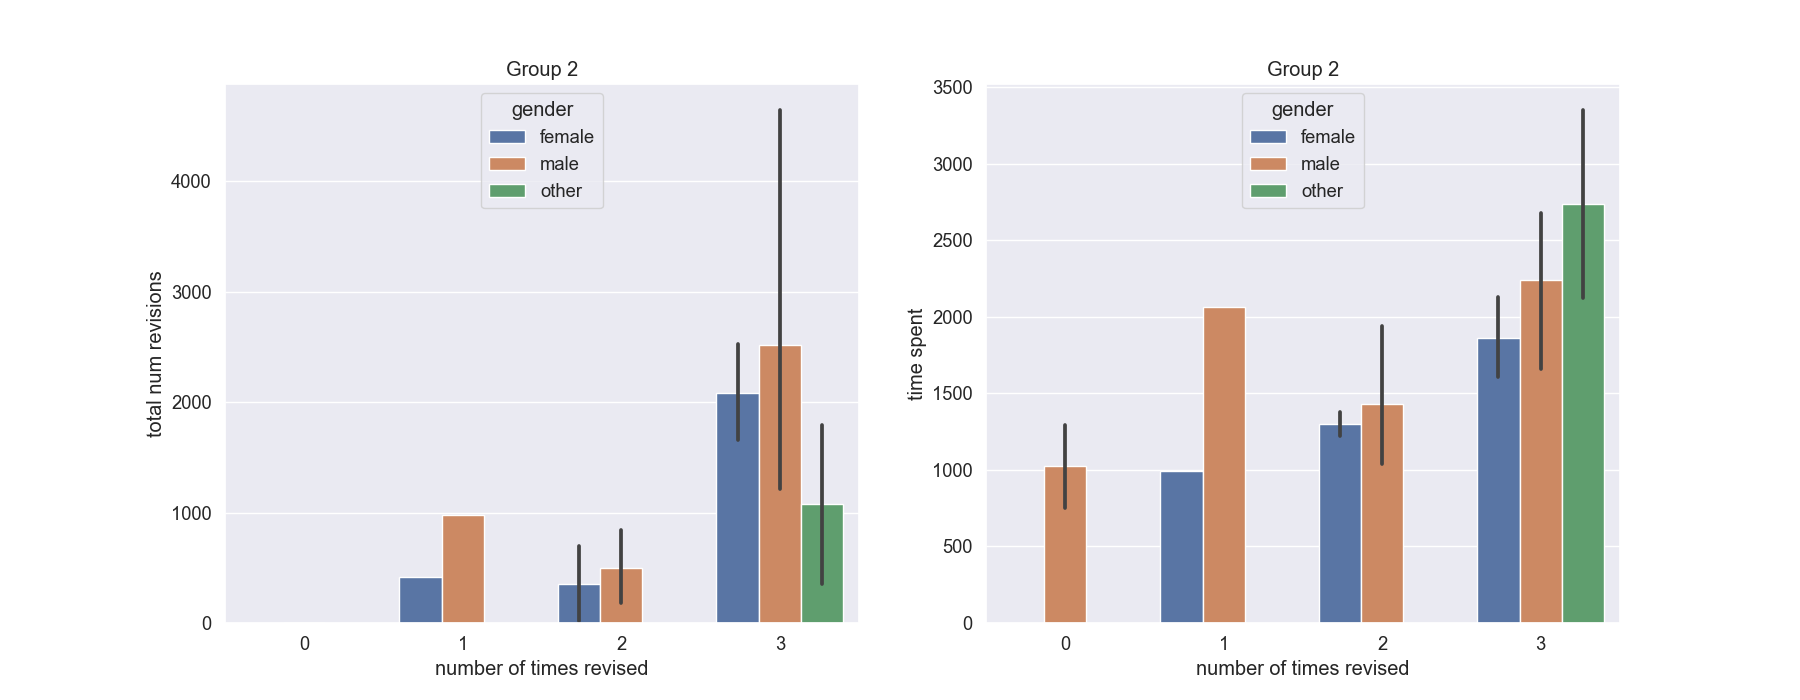 Group 2
gender
female
male
other
4000
3000
2000
1000
0
total num revisions
0 1 2 3
number of times revised
Group 2
gender
female
male
other
3500
3000
2500
2000
1500
1000
500
0
time spent
0 1 2 3
number of times revised